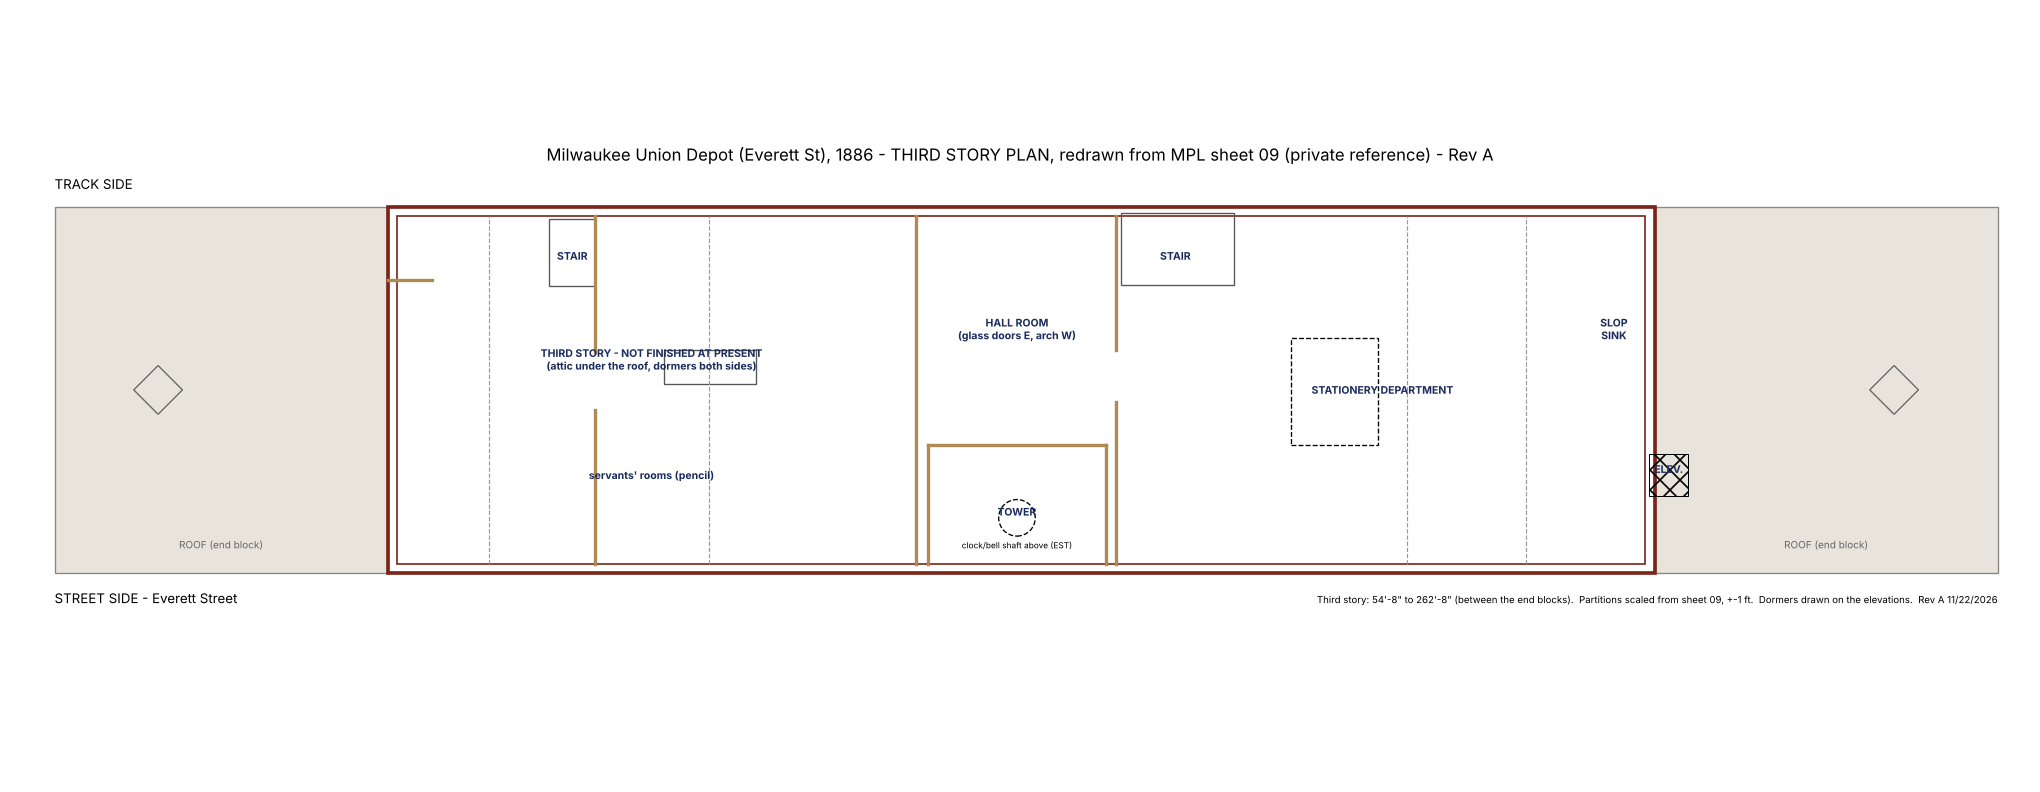 Milwaukee Union Depot (Everett St), 1886 - THIRD STORY PLAN, redrawn from MPL sheet 09 (private reference) - Rev A
TRACK SIDE
STAIR
STAIR
HALL ROOM
(glass doors E, arch W)
SLOP
SINK
THIRD STORY - NOT FINISHED AT PRESENT
(attic under the roof, dormers both sides)
STATIONERY DEPARTMENT
servants' rooms (pencil)
ELEV.
TOWER
clock/bell shaft above (EST)
ROOF (end block)
ROOF (end block)
STREET SIDE - Everett Street
Third story: 54'-8" to 262'-8" (between the end blocks). Partitions scaled from sheet 09, +-1 ft. Dormers drawn on the elevations. Rev A 11/22/2026